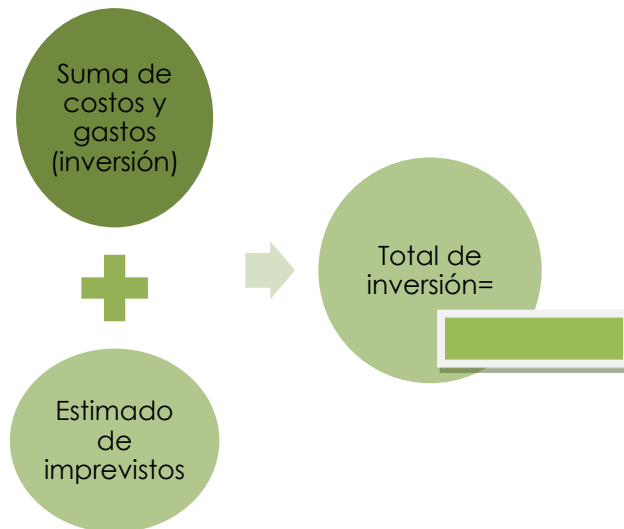 Suma de
costos y
gastos
(inversión)
Estimado
de
imprevistos
Total de
inversión=